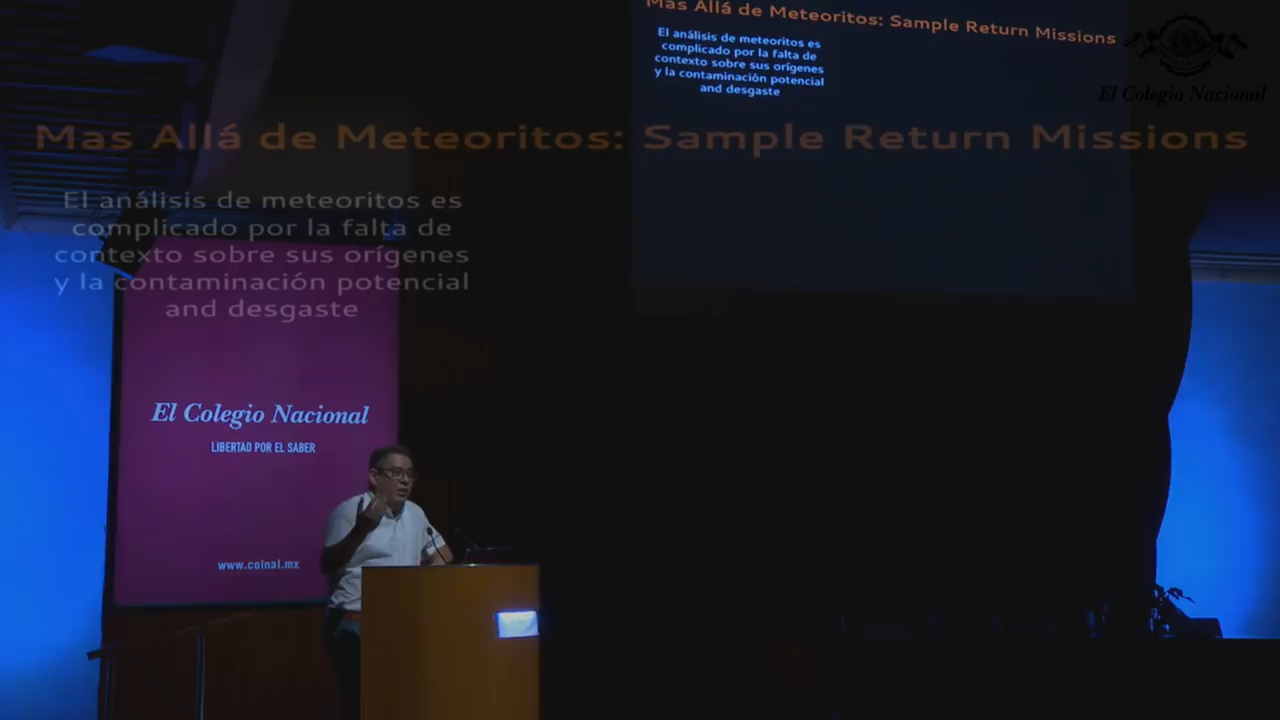 Mas Allá de Meteoritos: Sample Return Missions
El análisis de meteoritos es
complicado por la falta de
contexto sobre sus orígenes
y la contaminación potencial
and desgaste
El Colegio Nacional
Mas Allá de Meteoritos: Sample Return Missions
El análisis de meteoritos es
complicado por la falta de
contexto sobre sus orígenes
y la contaminación potencial
and desgaste
El Colegio Nacional
LIBERTAD POR EL SABER
www.colnal.mx